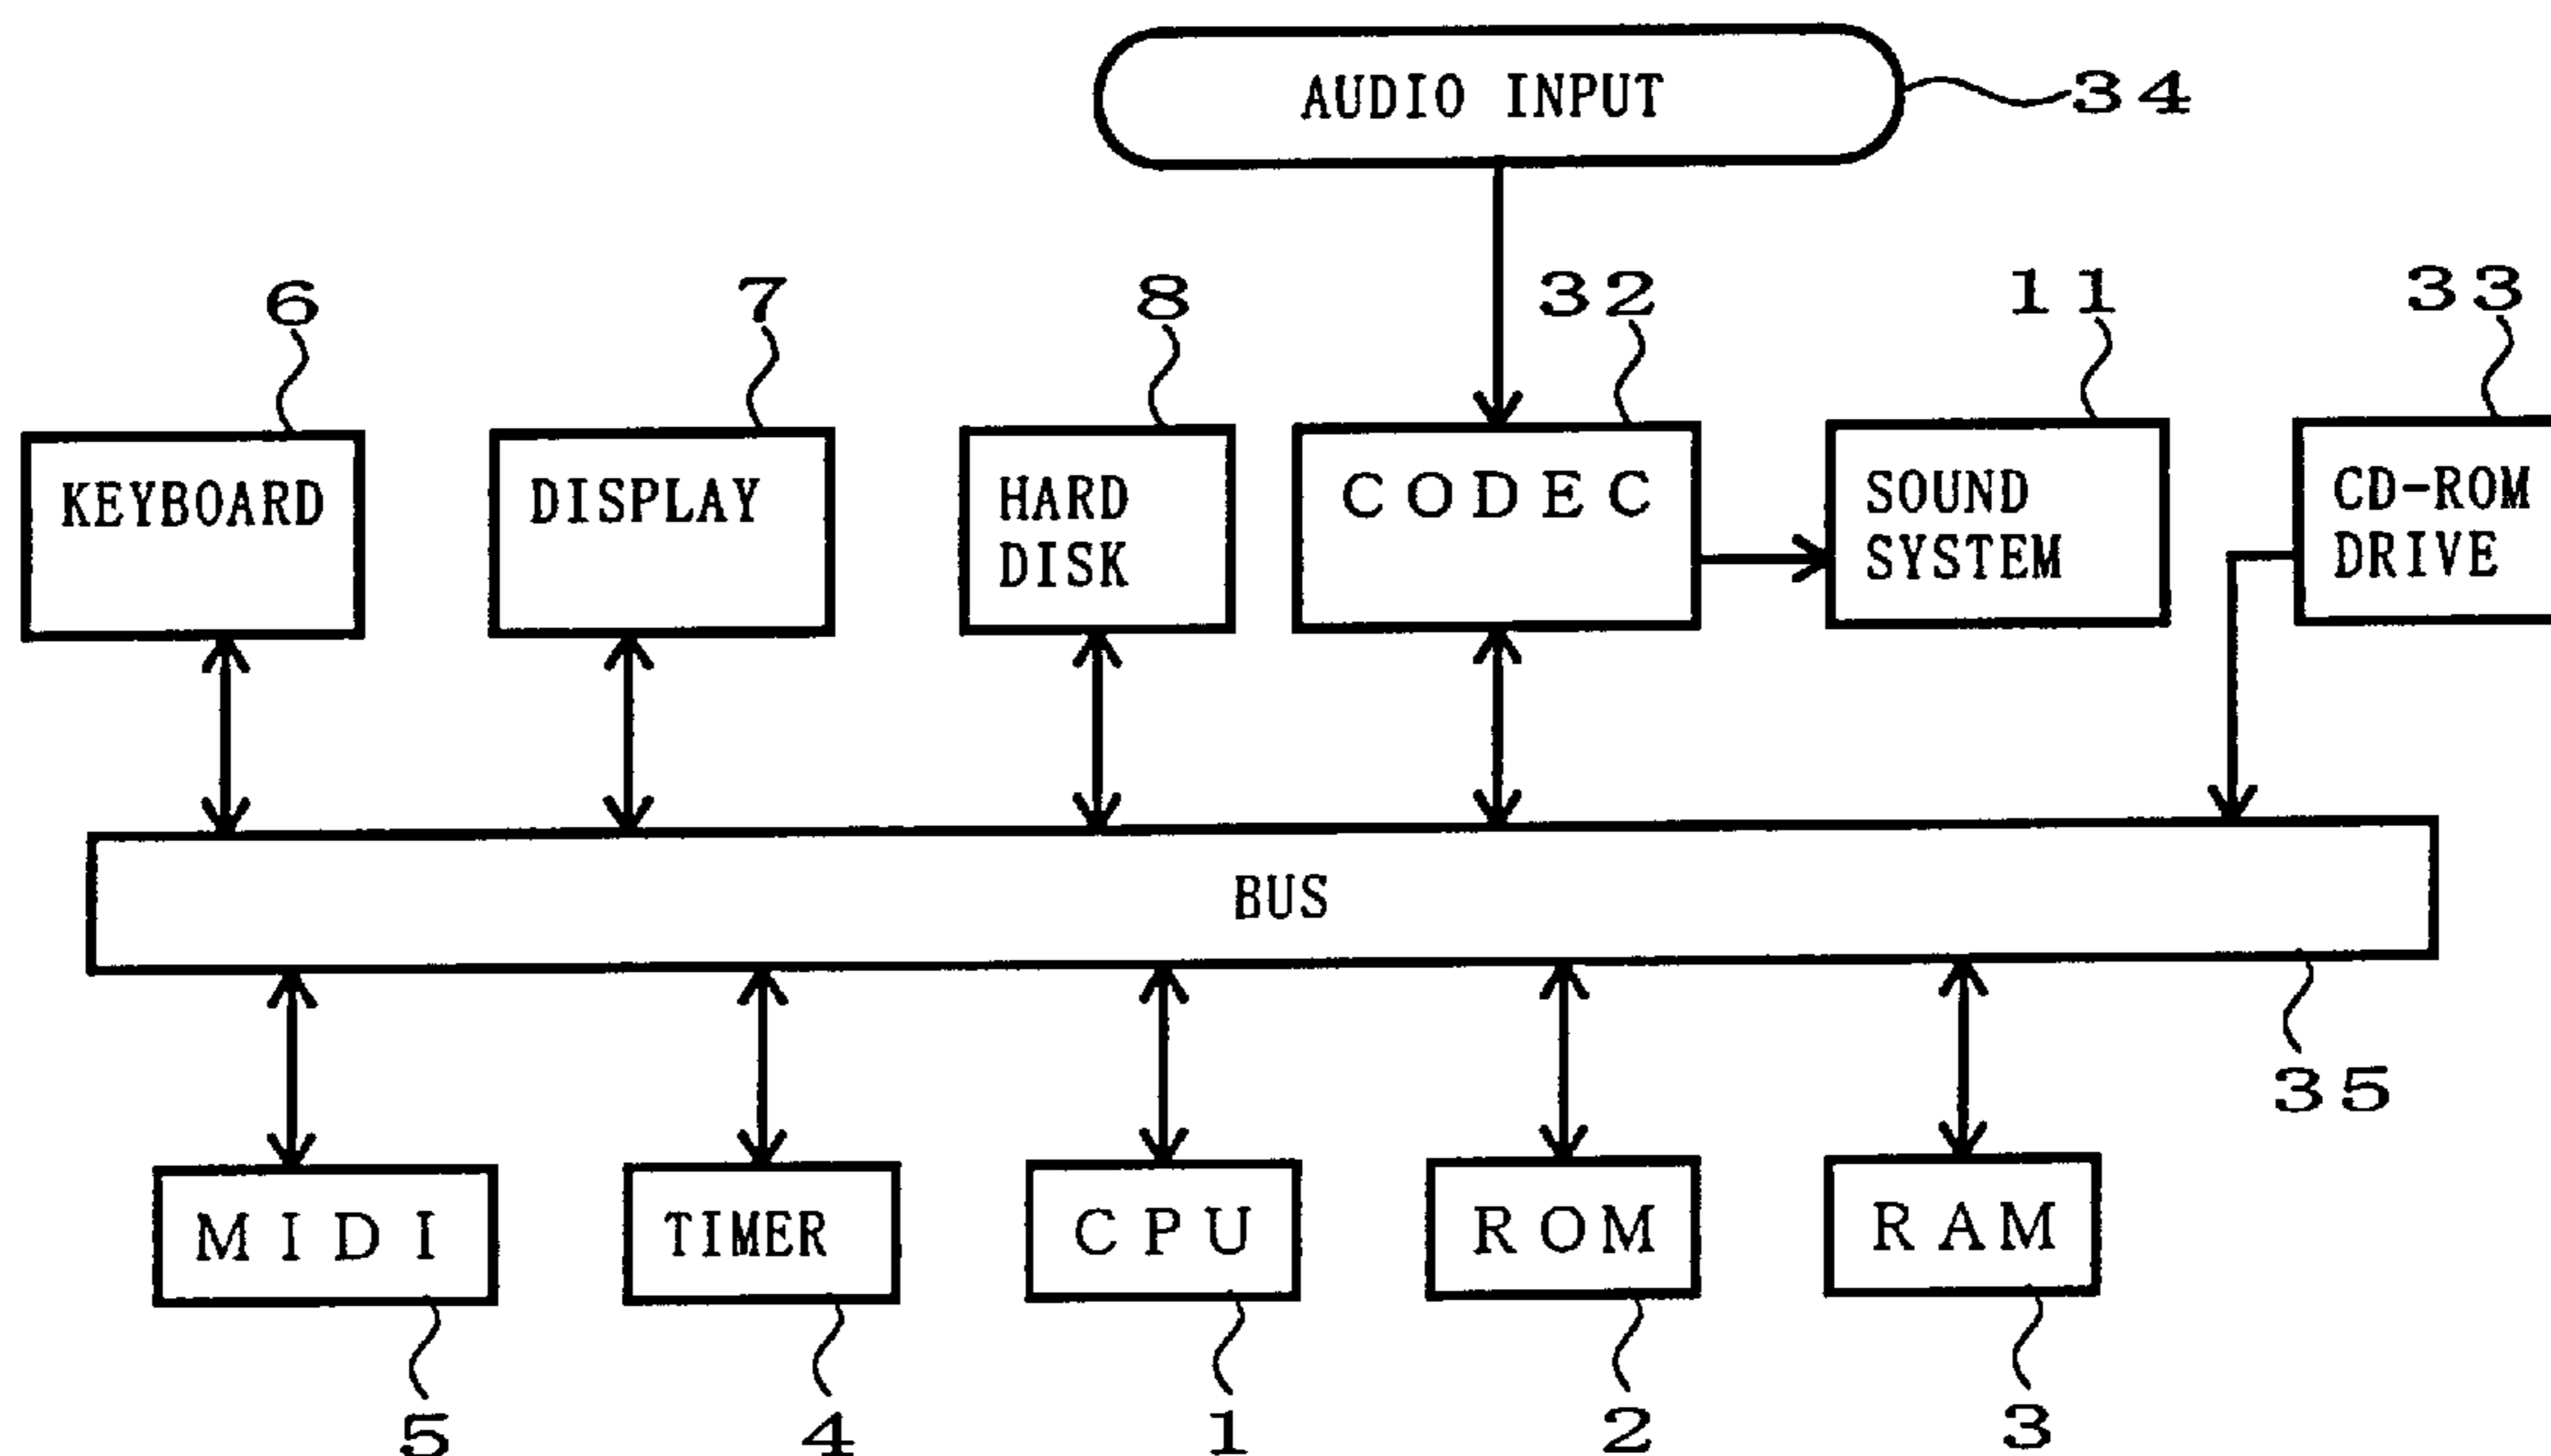 AUDIO INPUT
34
6
7
8
32
11
33
KEYBOARD
DISPLAY
HARD
DISK
CODEC
SOUND
SYSTEM
CD-ROM
DRIVE
BUS
35
MIDI
TIMER
CPU
ROM
RAM
5
4
1
2
3